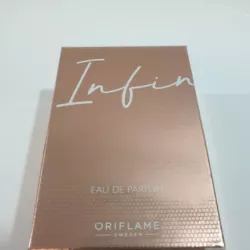 Infin
EAU DE PARFUM
ORIFLAME
SWEDEN